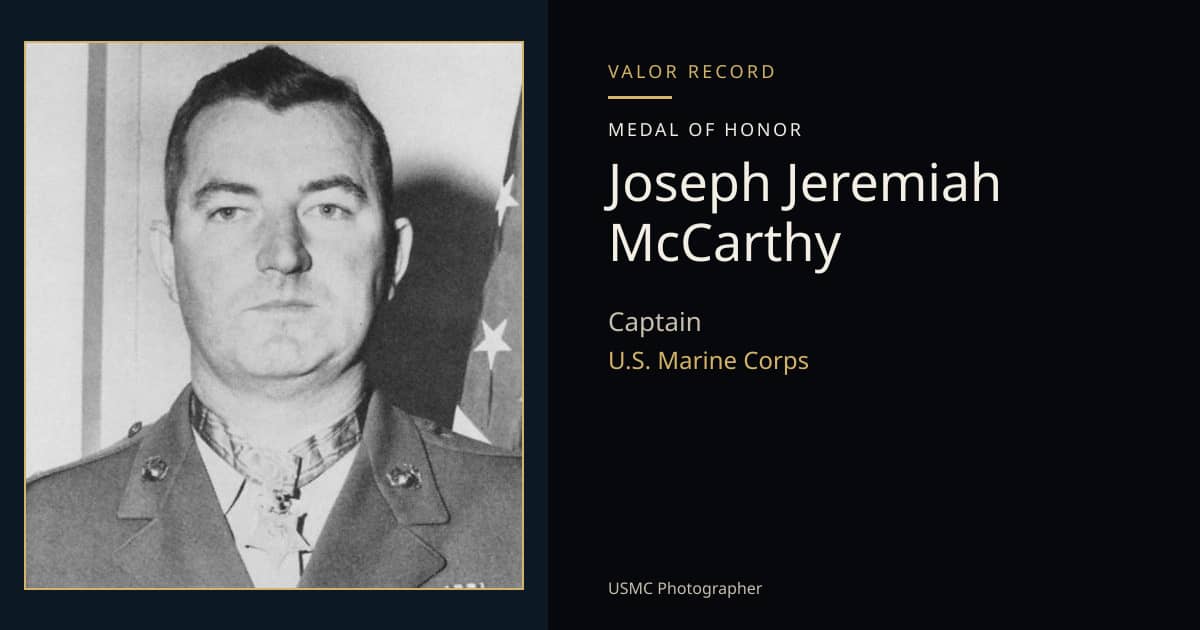 VALOR RECORD
MEDAL OF HONOR
Joseph Jeremiah
McCarthy
Captain
U.S. Marine Corps
USMC Photographer